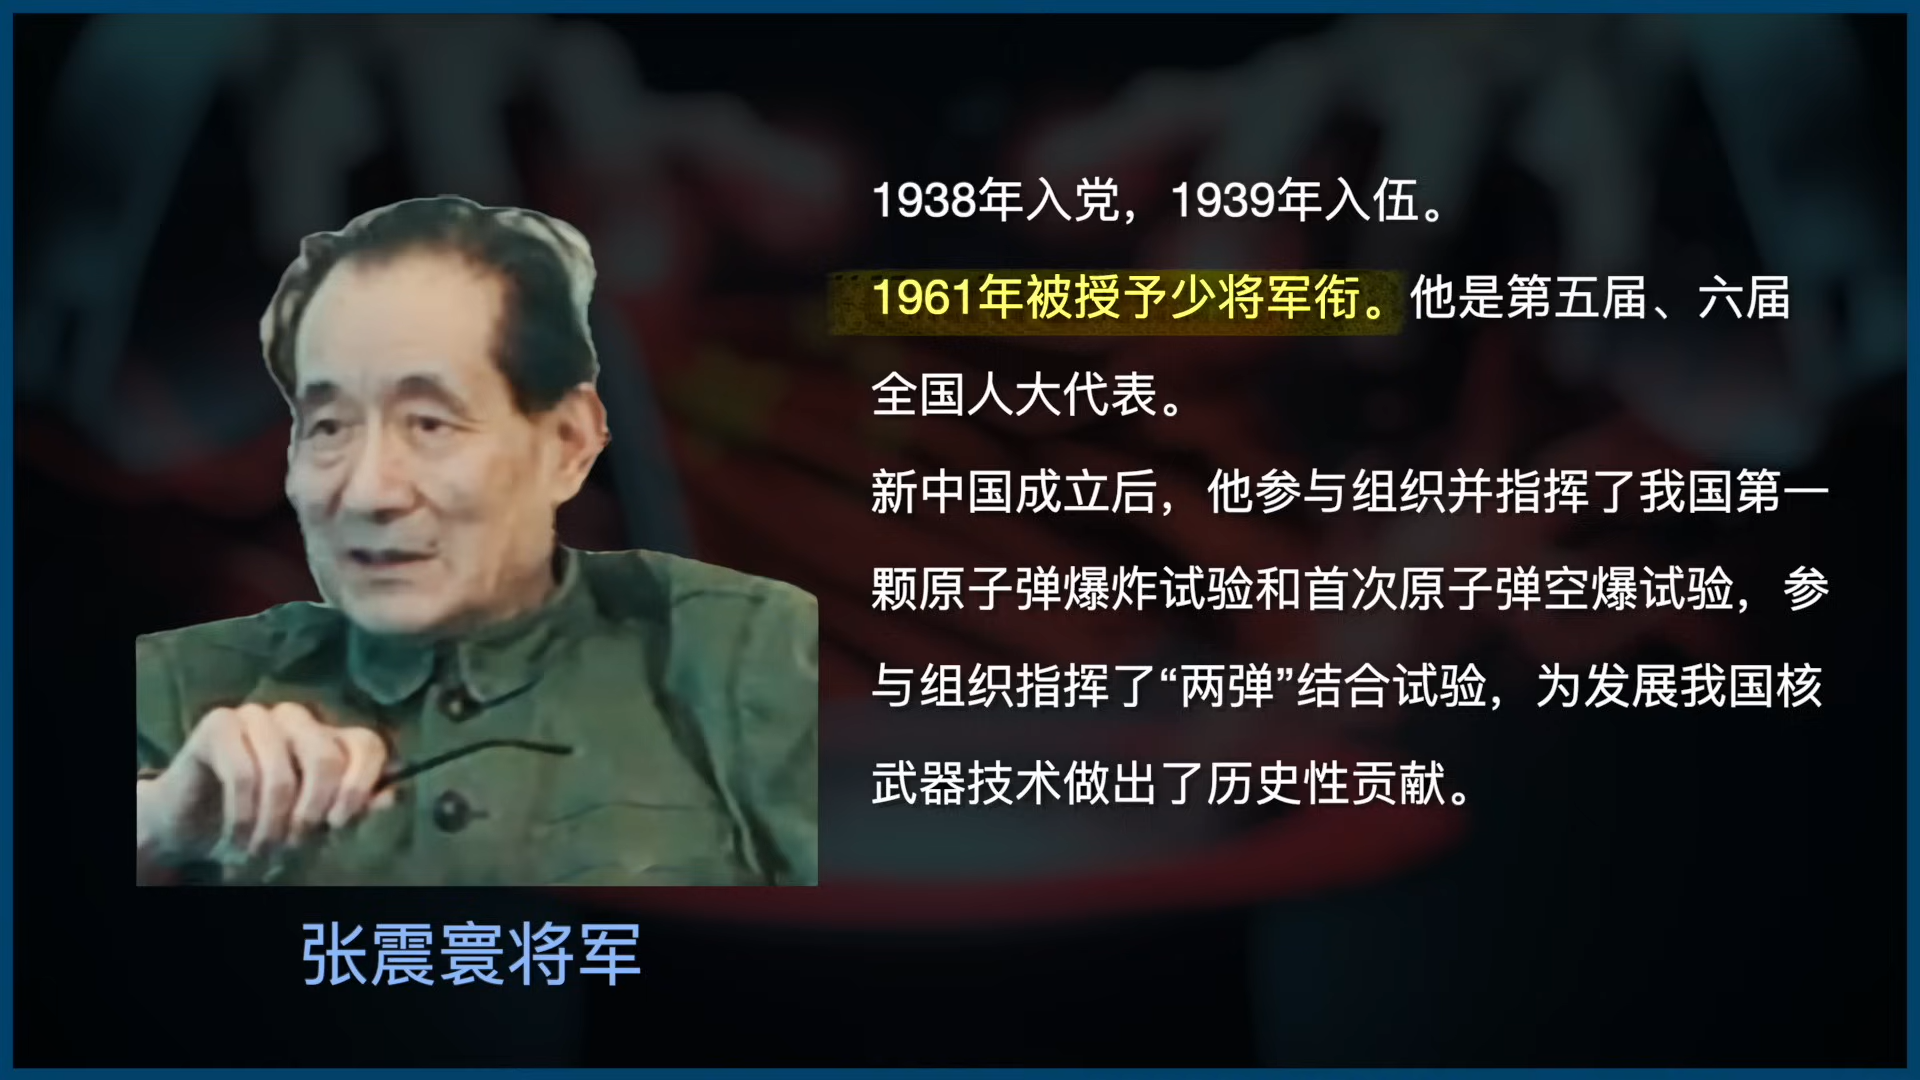 1938年入党，1939年入伍。
1961年被授予少将军衔。他是第五届、六届
全国人大代表。
新中国成立后，他参与组织并指挥了我国第一
颗原子弹爆炸试验和首次原子弹空爆试验，参
与组织指挥了“两弹”结合试验，为发展我国核
武器技术做出了历史性贡献。
张震寰将军